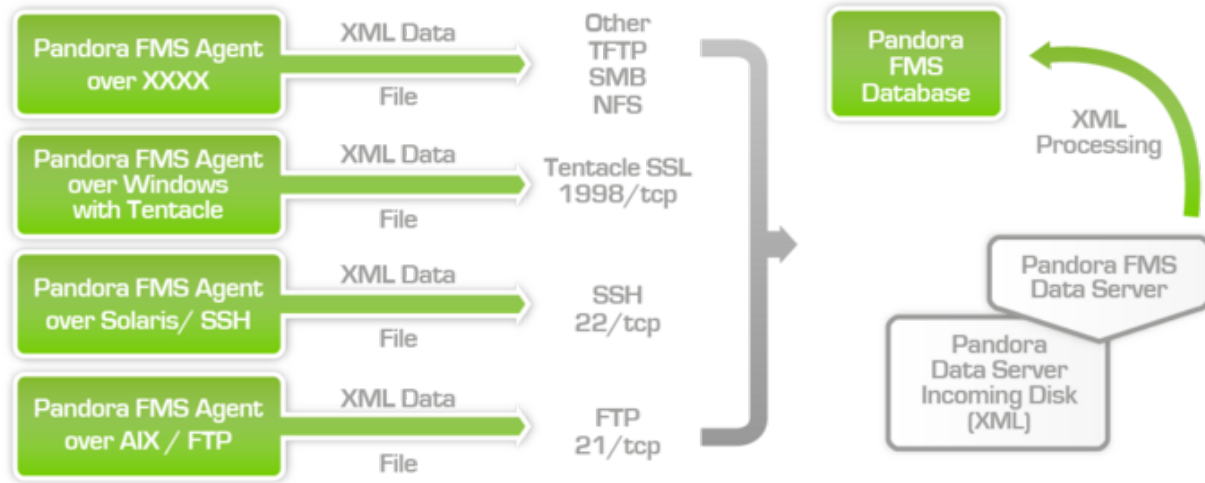 Pandora FMS Agent
over XXXX
XML Data
File
Other
TFTP
SMB
NFS
Pandora FMS Agent
over Windows
with Tentacle
XML Data
File
Tentacle SSL
1998/tcp
Pandora FMS Agent
over Solaris/ SSH
XML Data
File
SSH
22/tcp
Pandora FMS Agent
over AIX / FTP
XML Data
File
FTP
21/tcp
Pandora
FMS
Database
XML
Processing
Pandora FMS
Data Server
Pandora
Data Server
Incoming Disk
(XML)